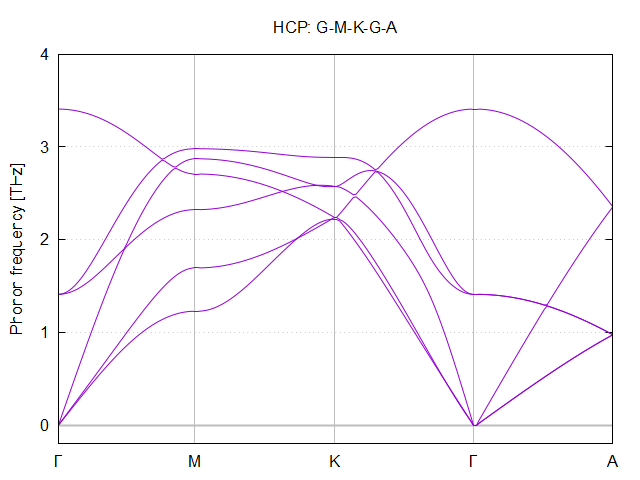 HCP: G-M-K-G-A
Phonon frequency [THz]
4
3
2
1
0
Γ M K Γ A